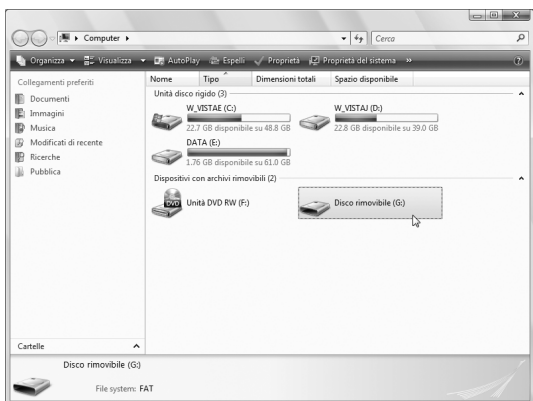 Computer
Cerca
Organizza Visualizza AutoPlay Espelli Proprietà Proprietà del sistema »
Collegamenti preferiti
Documenti
Immagini
Musica
Modificati di recente
Ricerche
Pubblica
Cartelle
Nome Tipo Dimensioni totali Spazio disponibile
Unità disco rigido (3)
W_VISTAE (C:)
22.7 GB disponibile su 48.8 GB
W_VISTAJ (D:)
22.8 GB disponibile su 39.0 GB
DATA (E:)
1.76 GB disponibile su 61.0 GB
Dispositivi con archivi rimovibili (2)
DVD
Unità DVD RW (F:)
Disco rimovibile (G:)
Disco rimovibile (G:)
File system: FAT